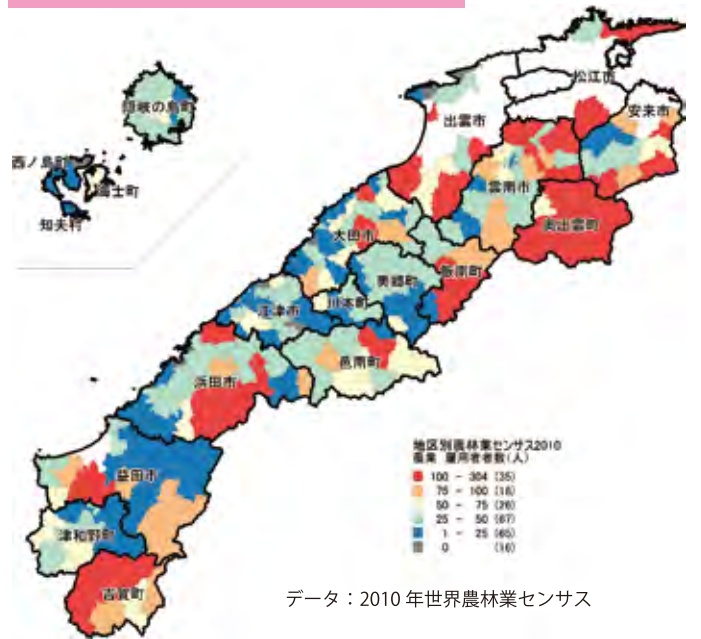 松江市
安来市
出雲市
隠岐の島町
西ノ島町
海士町
知夫村
雲南市
奥出雲町
大田市
飯南町
美郷町
川本町
江津市
邑南町
浜田市
益田市
津和野町
吉賀町
地区別農林業センサス2010
農業 雇用者者数(人)
100 - 304 (35)
75 - 100 (18)
50 - 75 (26)
25 - 50 (67)
1 - 25 (65)
0 (16)
データ：2010 年世界農林業センサス